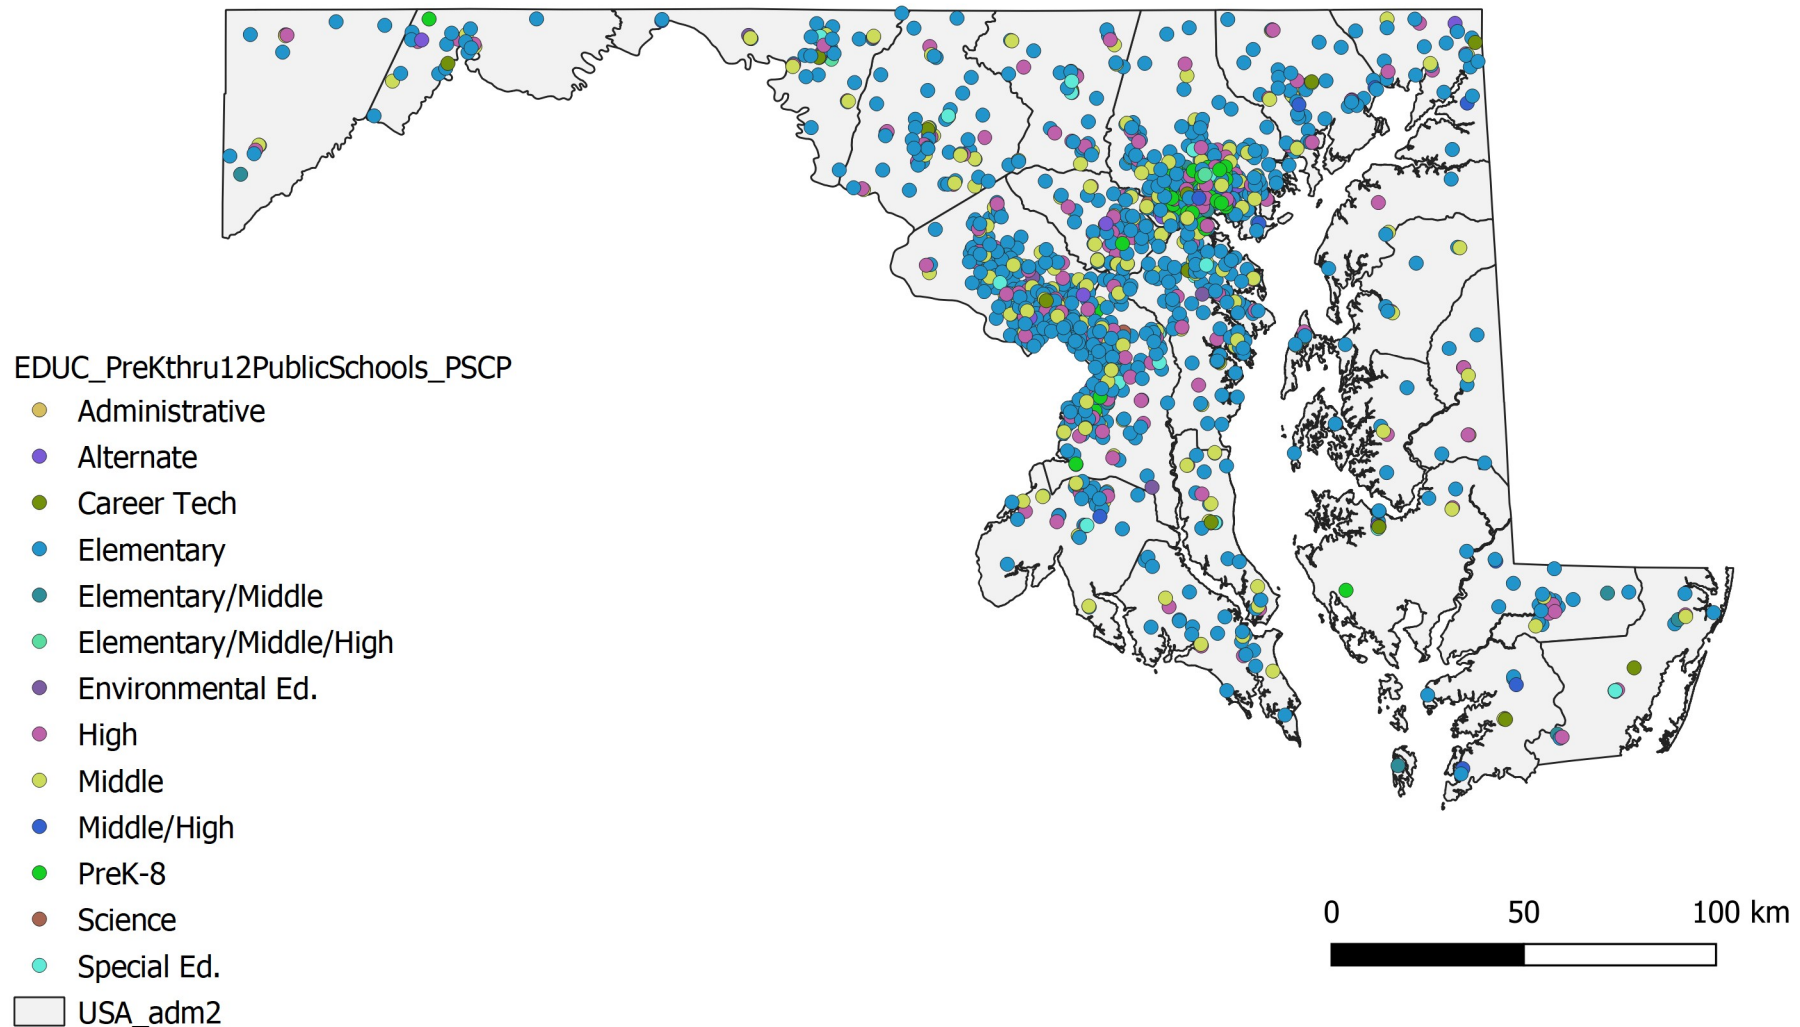 EDUC_PreKthru12PublicSchools_PSCP
Administrative
Alternate
Career Tech
Elementary
Elementary/Middle
Elementary/Middle/High
Environmental Ed.
High
Middle
Middle/High
PreK-8
Science
Special Ed.
USA_adm2
0 50 100 km